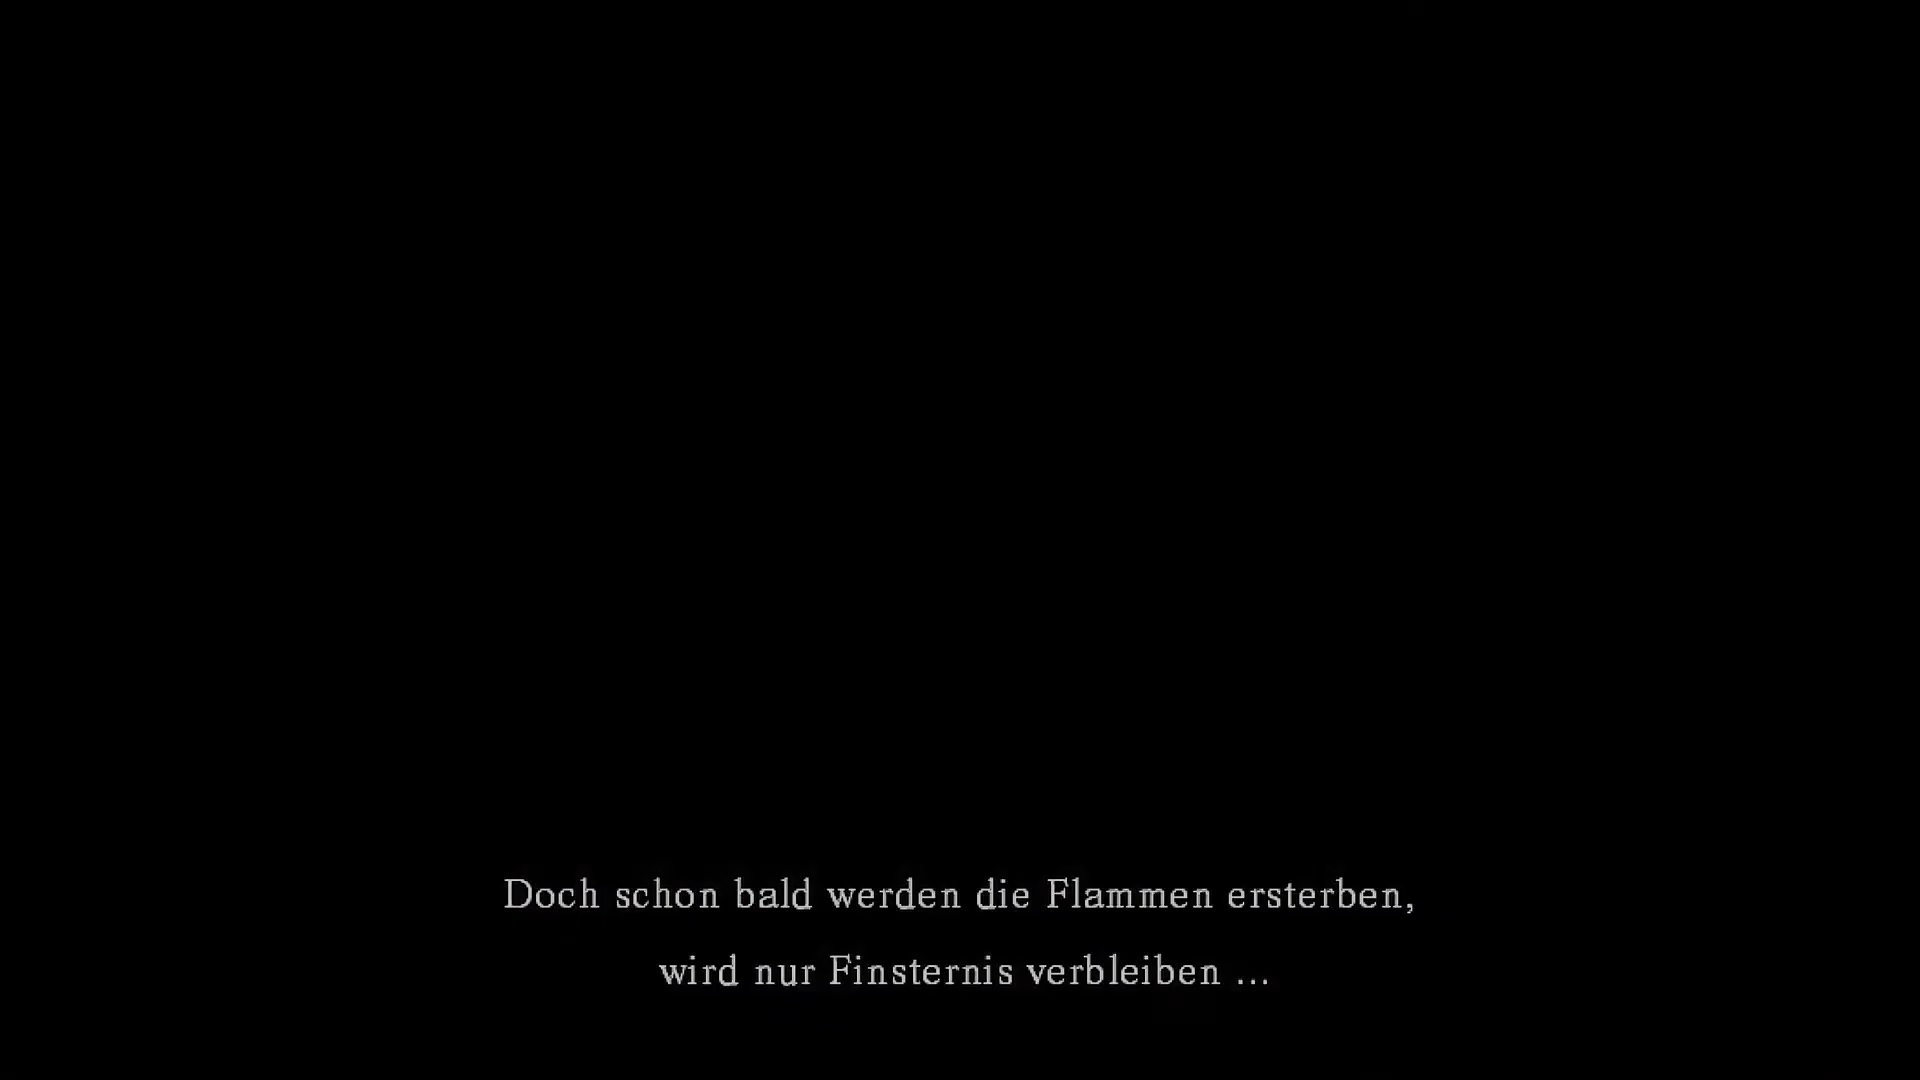 Doch schon bald werden die Flammen ersterben,
wird nur Finsternis verbleiben ...